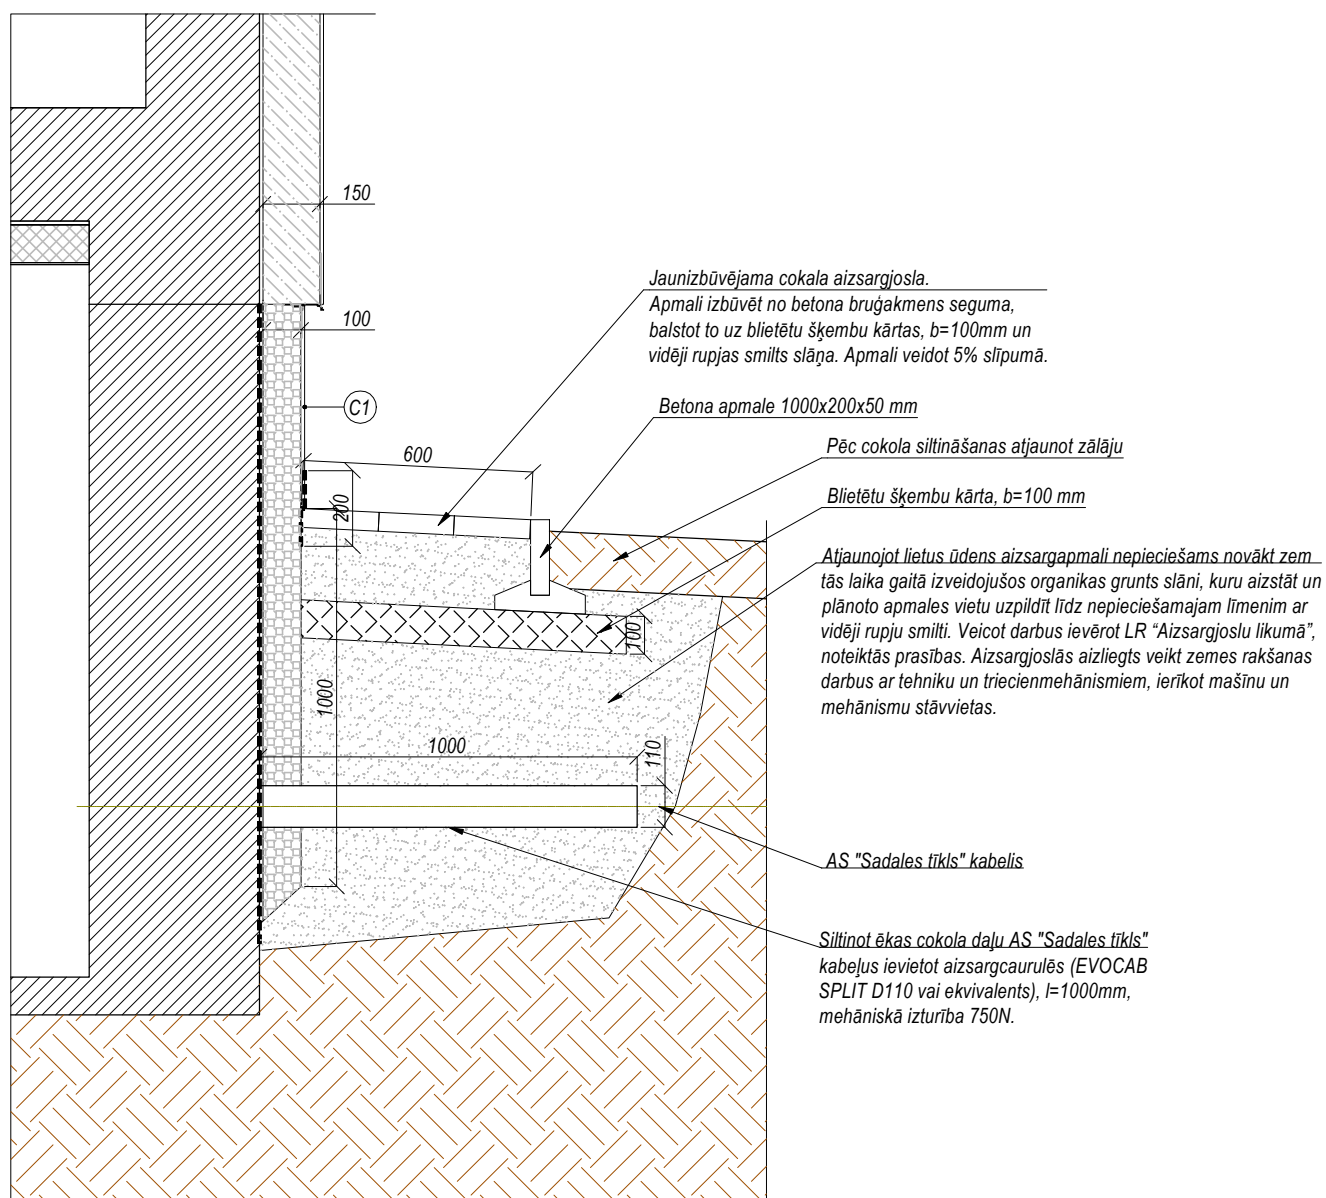 150
Jaunizbūvējama cokala aizsargjosla.
Apmali izbūvēt no betona bruģakmens seguma,
balstot to uz blietētu šķembu kārtas, b=100mm un
vidēji rupjas smilts slāņa. Apmali veidot 5% slīpumā.
100
C1
Betona apmale 1000x200x50 mm
600
Pēc cokola siltināšanas atjaunot zālāju
200
Blietētu šķembu kārta, b=100 mm
Atjaunojot lietus ūdens aizsargapmali nepieciešams novākt zem
tās laika gaitā izveidojušos organikas grunts slāni, kuru aizstāt un
plānoto apmales vietu uzpildīt līdz nepieciešamajam līmenim ar
vidēji rupju smilti. Veicot darbus ievērot LR “Aizsargjoslu likumā”,
noteiktās prasības. Aizsargjoslās aizliegts veikt zemes rakšanas
darbus ar tehniku un triecienmehānismiem, ierīkot mašīnu un
mehānismu stāvvietas.
100
1000
1000
110
AS "Sadales tīkls" kabelis
Siltinot ēkas cokola daļu AS "Sadales tīkls"
kabeļus ievietot aizsargcaurulēs (EVOCAB
SPLIT D110 vai ekvivalents), l=1000mm,
mehāniskā izturība 750N.